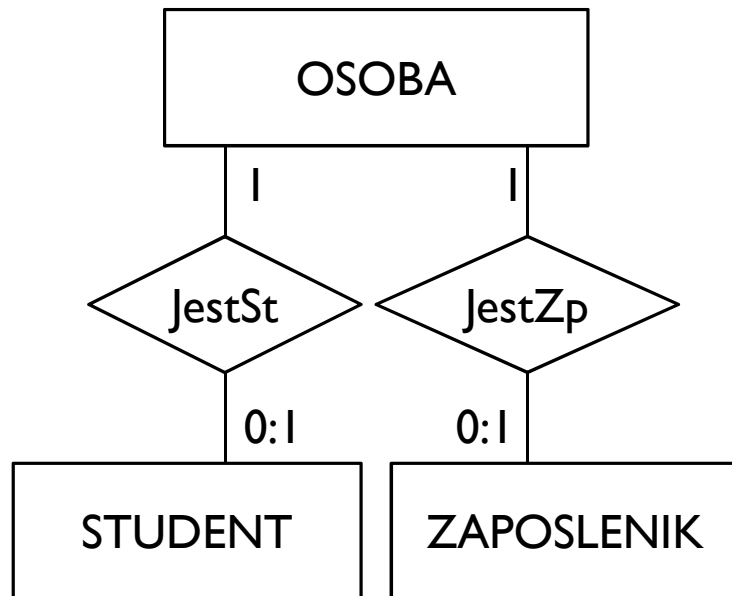 OSOBA
1 1
JestSt JestZp
0:1 0:1
STUDENT ZAPOSLENIK